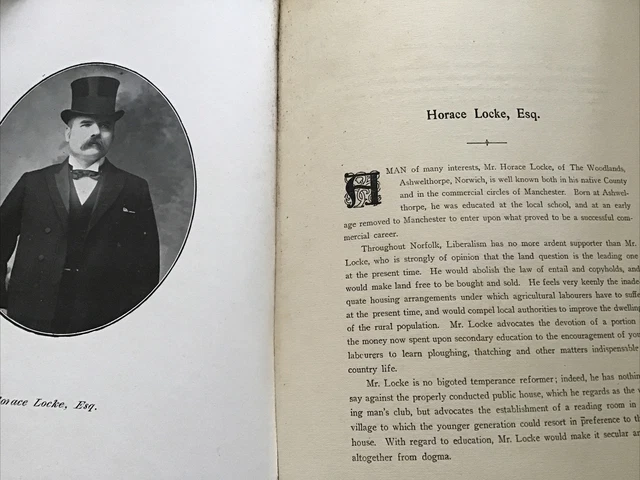 orace Locke, Esq.
Horace Locke, Esq.
A MAN of many interests, Mr. Horace Locke, of The Woodlands,
Ashwelthorpe, Norwich, is well known both in his native County
and in the commercial circles of Manchester. Born at Ashwel-
thorpe, he was educated at the local school, and at an early
age removed to Manchester to enter upon what proved to be a successful com-
mercial career.
Throughout Norfolk, Liberalism has no more ardent supporter than Mr.
Locke, who is strongly of opinion that the land question is the leading one
at the present time. He would abolish the law of entail and copyholds, and
would make land free to be bought and sold. He feels very keenly the inade-
quate housing arrangements under which agricultural labourers have to suffe
at the present time, and would compel local authorities to improve the dwelling
of the rural population. Mr. Locke advocates the devotion of a portion
the money now spent upon secondary education to the encouragement of you
labourers to learn ploughing, thatching and other matters indispensable
country life.
Mr. Locke is no bigoted temperance reformer; indeed, he has nothin
say against the properly conducted public house, which he regards as the
ing man's club, but advocates the establishment of a reading room in
village to which the younger generation could resort in preference to th
house. With regard to education, Mr. Locke would make it secular an
altogether from dogma.